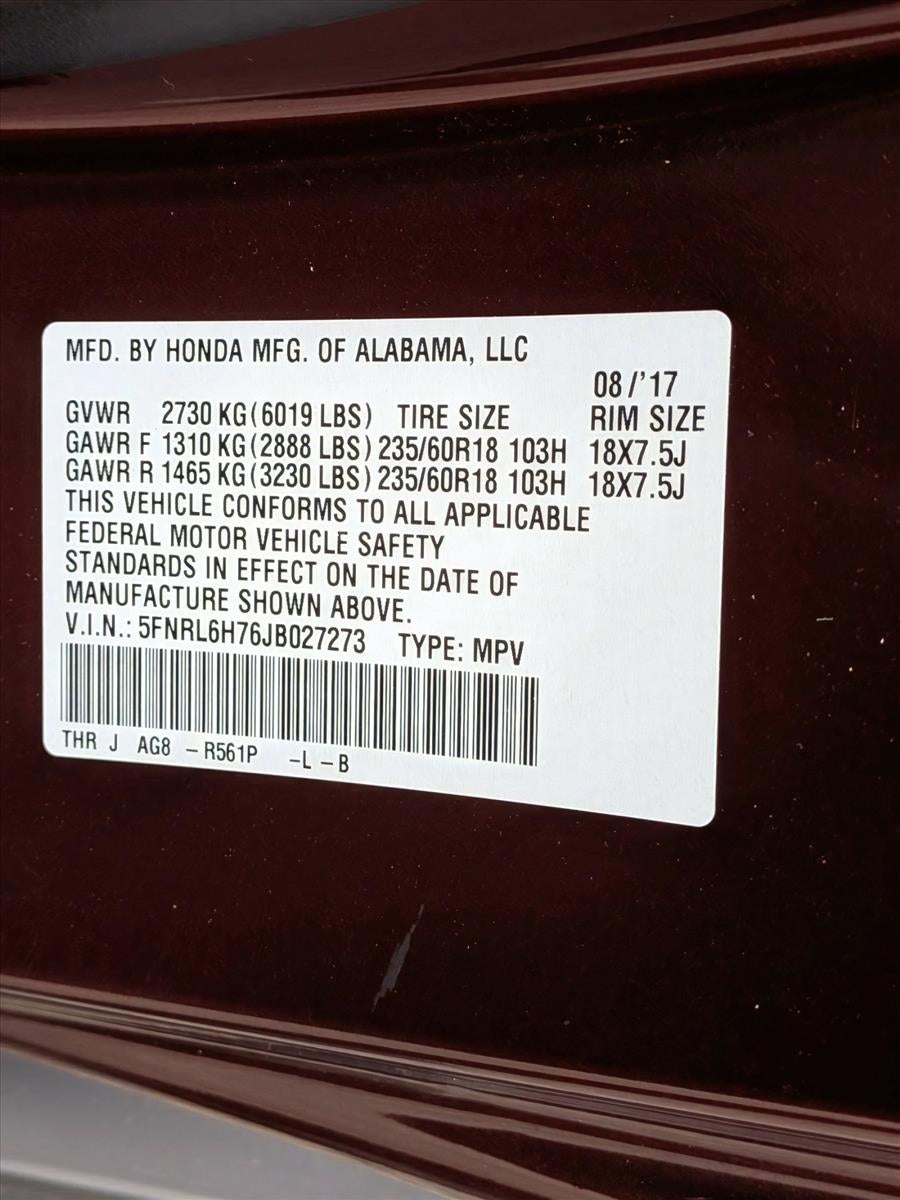 MFD. BY HONDA MFG. OF ALABAMA, LLC
08/'17
GVWR 2730 KG(6019 LBS) TIRE SIZE RIM SIZE
GAWR F 1310 KG(2888 LBS) 235/60R18 103H 18X7.5J
GAWR R 1465 KG(3230 LBS) 235/60R18 103H 18X7.5J
THIS VEHICLE CONFORMS TO ALL APPLICABLE
FEDERAL MOTOR VEHICLE SAFETY
STANDARDS IN EFFECT ON THE DATE OF
MANUFACTURE SHOWN ABOVE.
V.I.N.: 5FNRL6H76JB027273 TYPE: MPV
THR J AG8 -R561P -L -B